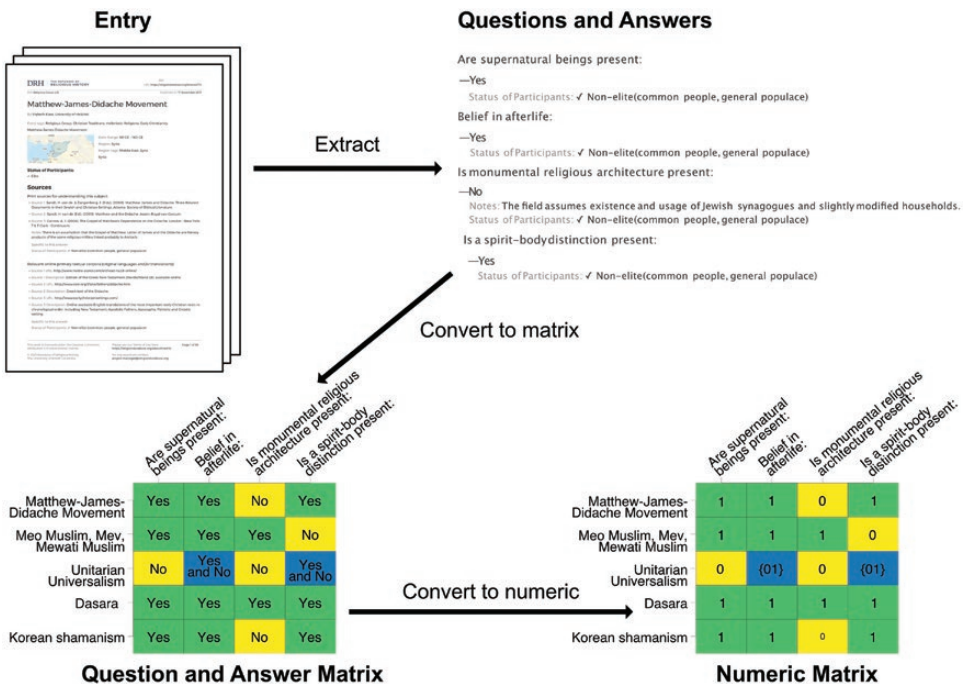 Entry
Questions and Answers
DRH
Matthew-James-Didache Movement
Status of Participants:
Sources
Extract
Are supernatural beings present:
—Yes
Status of Participants: ✓ Non-elite(common people, general populace)
Belief in afterlife:
—Yes
Status of Participants: ✓ Non-elite(common people, general populace)
Is monumental religious architecture present:
—No
Notes: The field assumes existence and usage of Jewish synagogues and slightly modified households.
Status of Participants: ✓ Non-elite(common people, general populace)
Is a spirit-bodydistinction present:
—Yes
Status of Participants: ✓ Non-elite(common people, general populace)
Convert to matrix
Are supernatural
beings present:
Belief in
afterlife:
Is monumental religious
architecture present:
Is a spirit-body
distinction present:
Matthew-James-
Didache Movement
Yes Yes No Yes
Meo Muslim, Mev,
Mewati Muslim
Yes Yes Yes No
Unitarian
Universalism
No Yes and No No Yes and No
Dasara Yes Yes Yes Yes
Korean shamanism Yes Yes No Yes
Question and Answer Matrix
Convert to numeric
Are supernatural
beings present:
Belief in
afterlife:
Is monumental religious
architecture present:
Is a spirit-body
distinction present:
Matthew-James-
Didache Movement
1 1 0 1
Meo Muslim, Mev,
Mewati Muslim
1 1 1 0
Unitarian
Universalism
0 {01} 0 {01}
Dasara 1 1 1 1
Korean shamanism 1 1 0 1
Numeric Matrix